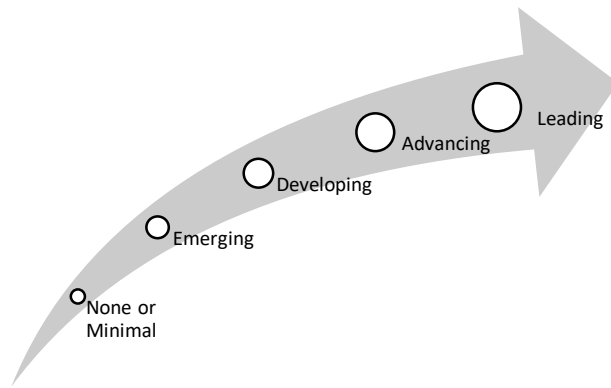 Leading
Advancing
Developing
Emerging
None or
Minimal